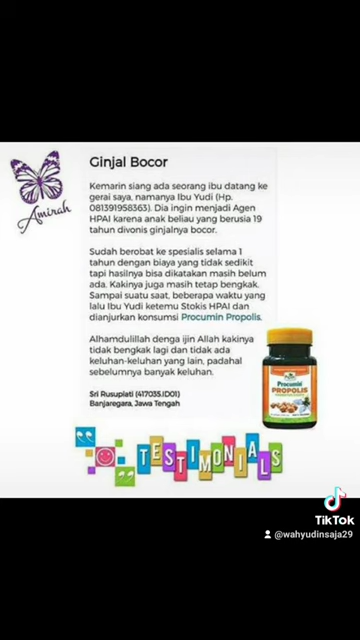 Amirah
Ginjal Bocor
Kemarin siang ada seorang ibu datang ke
gerai saya, namanya Ibu Yudi (Hp.
081391958363). Dia ingin menjadi Agen
HPAI karena anak beliau yang berusia 19
tahun divonis ginjalnya bocor.
Sudah berobat ke spesialis selama 1
tahun dengan biaya yang tidak sedikit
tapi hasilnya bisa dikatakan masih belum
ada. Kakinya juga masih tetap bengkak.
Sampai suatu saat, beberapa waktu yang
lalu Ibu Yudi ketemu Stokis HPAI dan
dianjurkan konsumsi Procumin Propolis.
Alhamdulillah denga ijin Allah kakinya
tidak bengkak lagi dan tidak ada
keluhan-keluhan yang lain, padahal
sebelumnya banyak keluhan.
Sri Rusupiati (417035.ID01)
Banjaregara, Jawa Tengah
Procumin
PROPOLIS
TESTIMONIALS
TikTok
@wahyudinsaja29